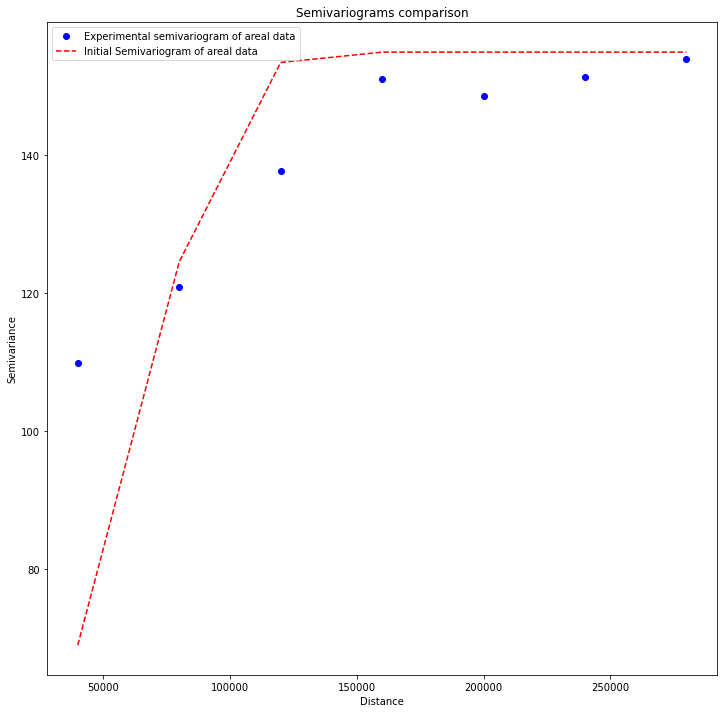 Semivariograms comparison
Experimental semivariogram of areal data
Initial Semivariogram of areal data
140
120
100
80
Semivariance
50000
100000
150000
200000
250000
Distance